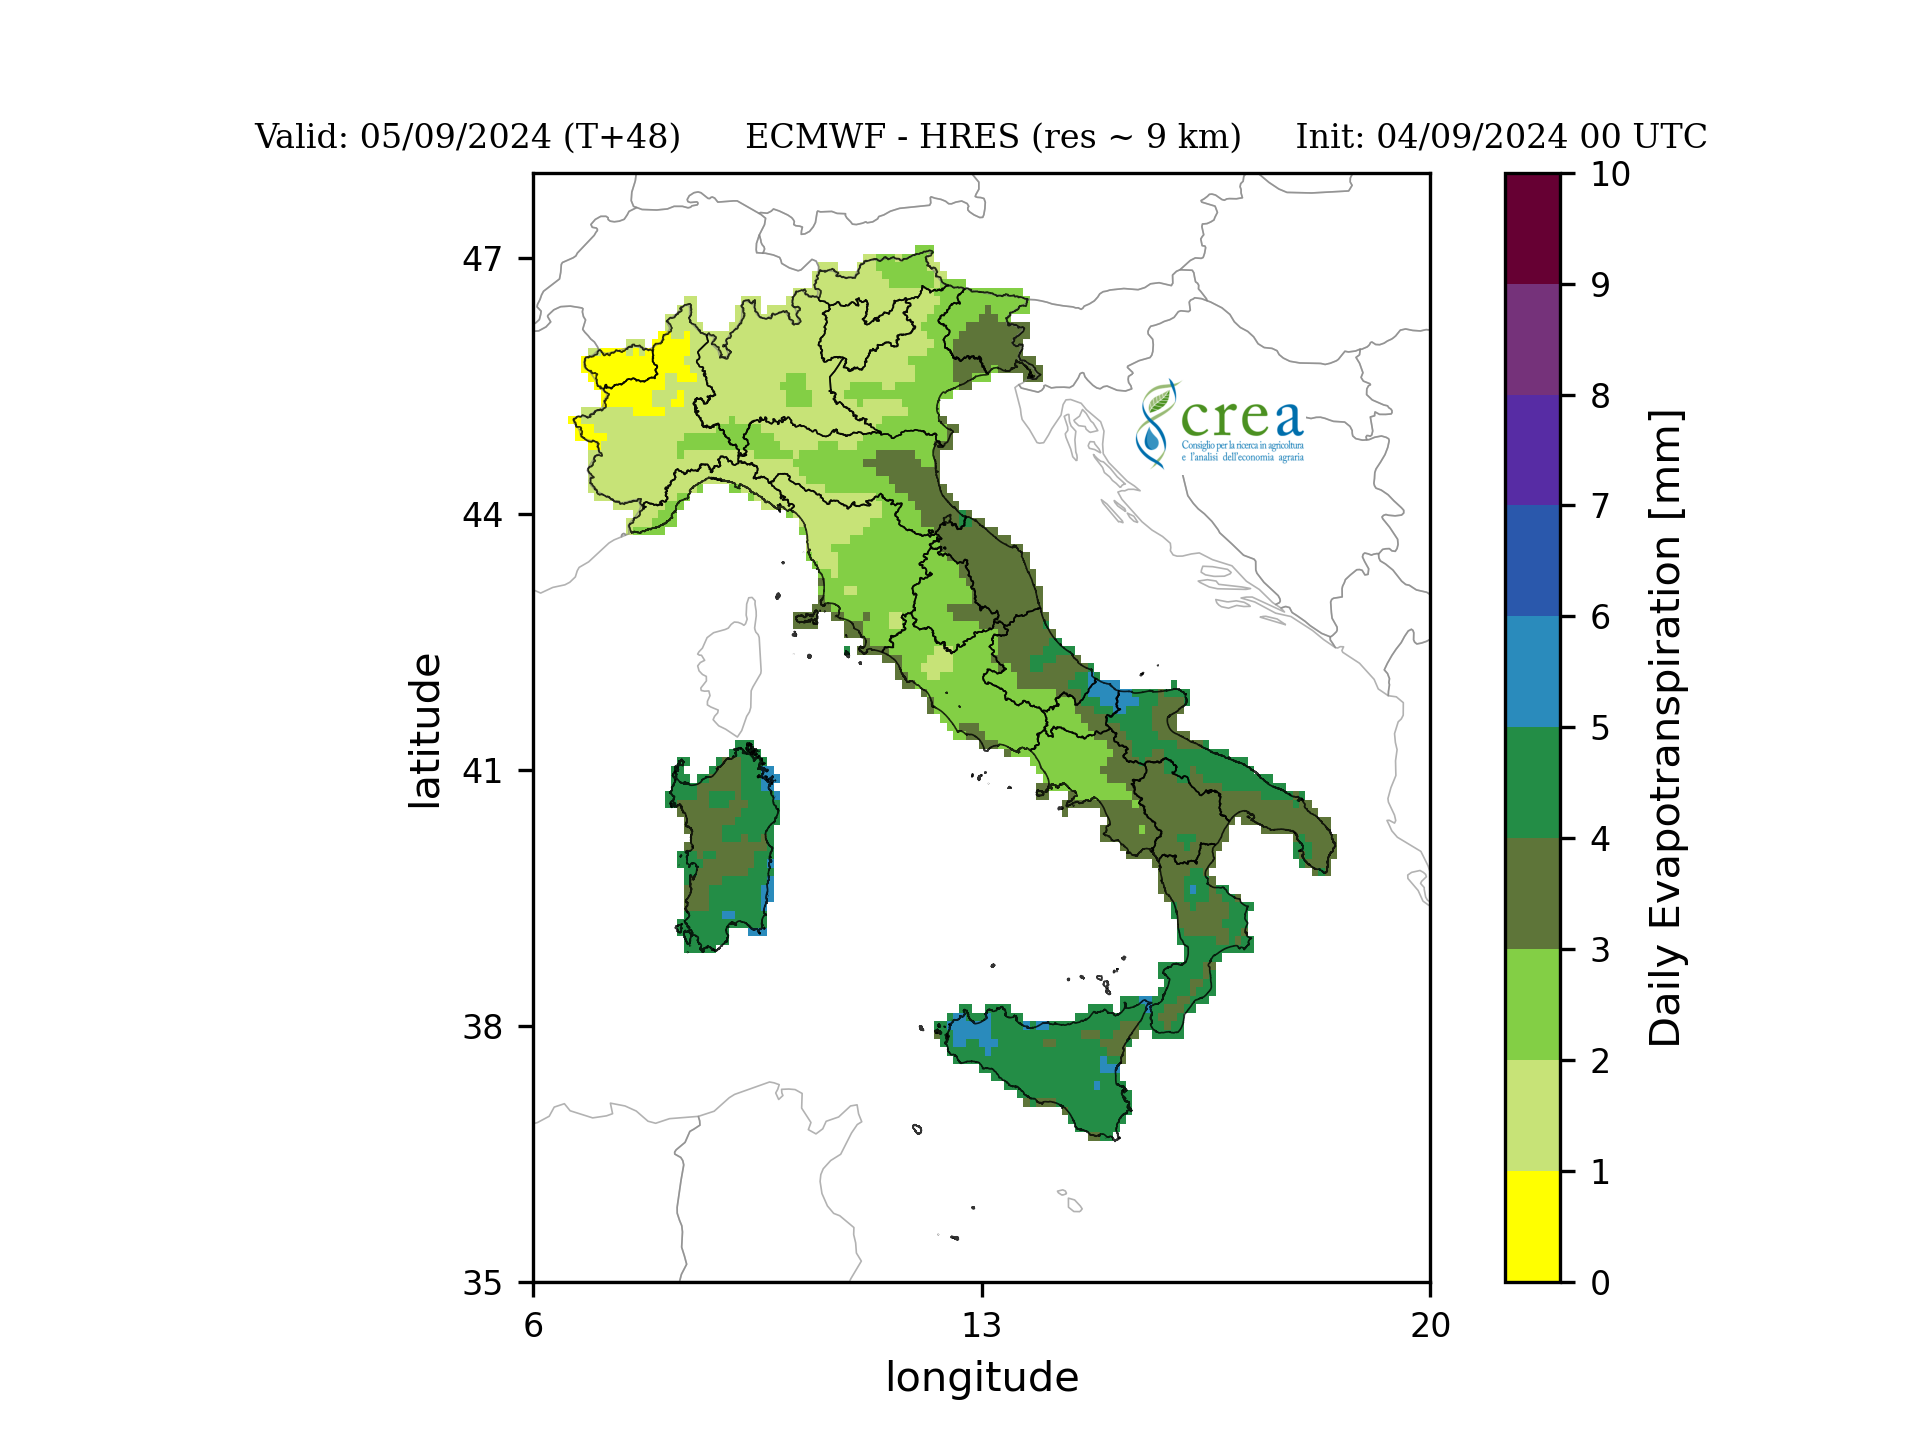 Valid: 05/09/2024 (T+48) ECMWF - HRES (res ~ 9 km) Init: 04/09/2024 00 UTC
47
44
41
38
35
latitude
6 13 20
longitude
crea
Consiglio per la ricerca in agricoltura
e l'analisi dell'economia agraria
10
9
8
7
6
5
4
3
2
1
0
Daily Evapotranspiration [mm]